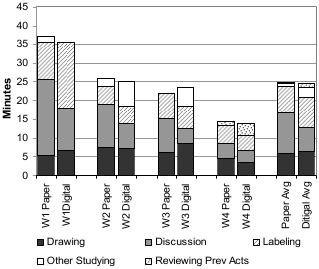 45
40
35
30
25
20
15
10
5
0
Minutes
W1 Paper
W1Digital
W2 Paper
W2 Digital
W3 Paper
W3 Digital
W4 Paper
W4 Digital
Paper Avg
Ditigal Avg
Drawing Discussion Labeling
Other Studying Reviewing Prev Acts